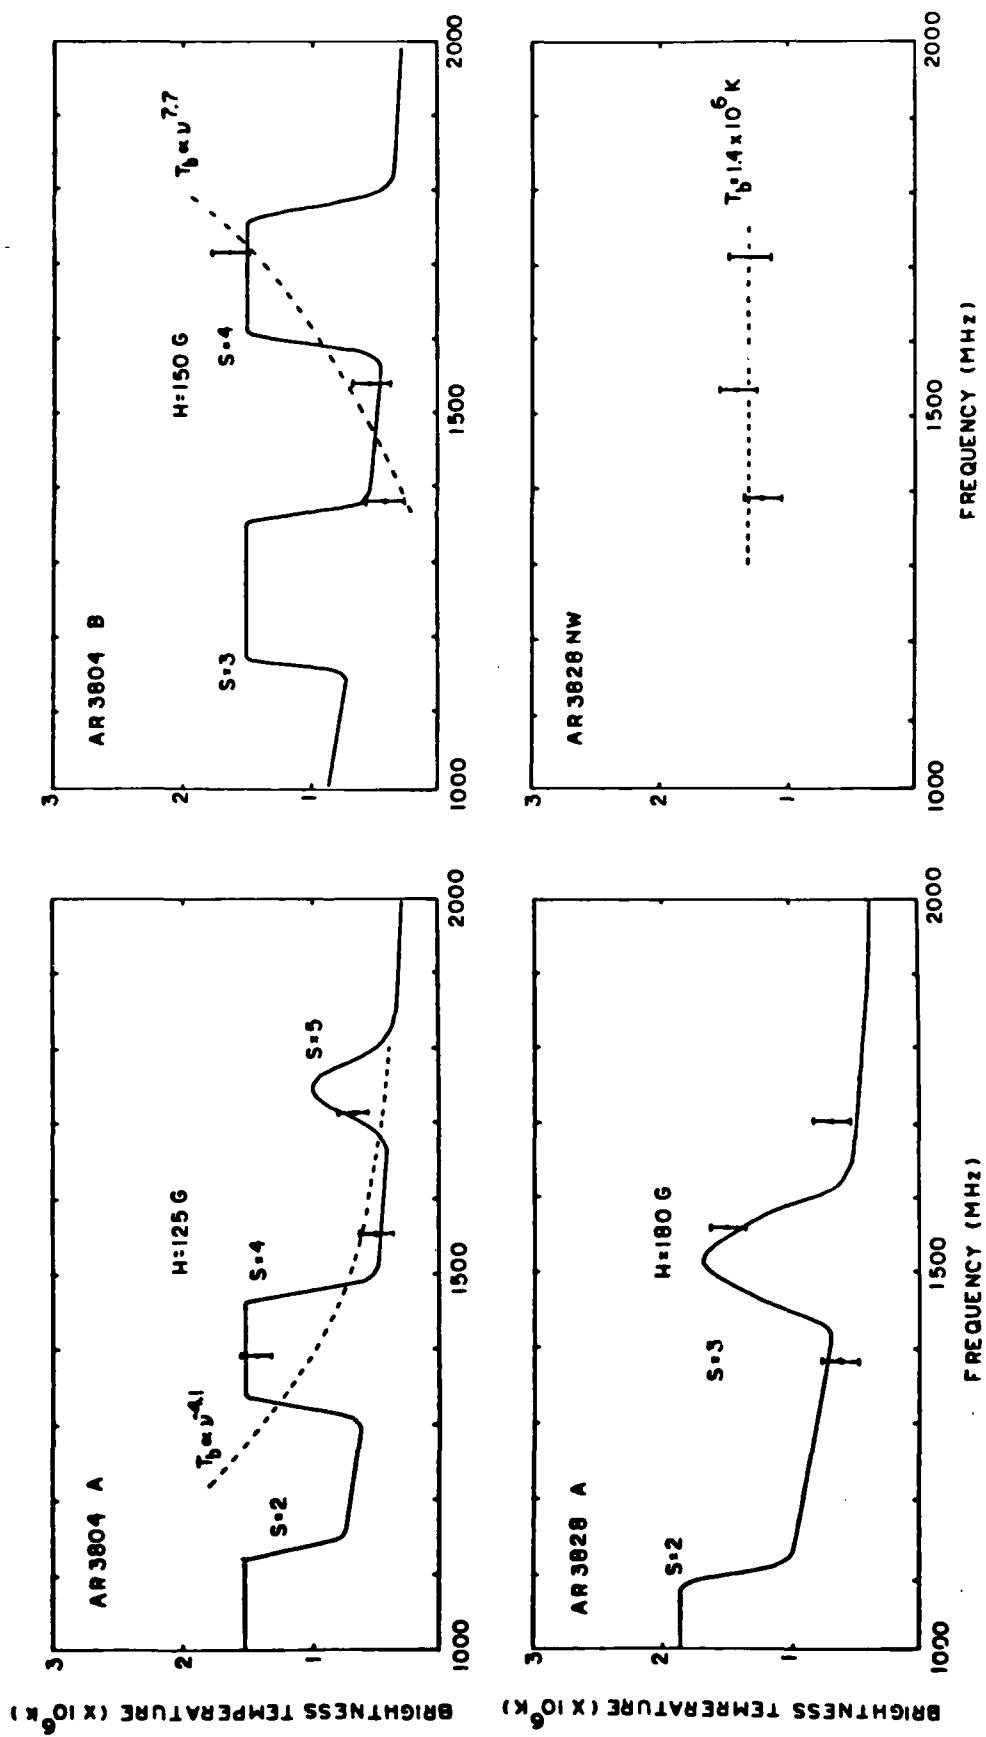 AR 3804 A
H=125 G
S=2
S=4
S=5
T_b ∝ ν^-4.1
3
2
1
1000
1500
2000
AR 3804 B
H=150 G
S=3
S=4
T_b ∝ ν^7.7
3
2
1
1000
1500
2000
AR 3828 A
H=180 G
S=2
S=3
3
2
1
1000
1500
2000
AR 3828 NW
T_b=1.4 x 10^6 K
3
2
1
1000
1500
2000
BRIGHTNESS TEMPERATURE (X 10^6 K)
BRIGHTNESS TEMRERATURE (X 10^6 K)
FREQUENCY (MHz)
FREQUENCY (MHz)